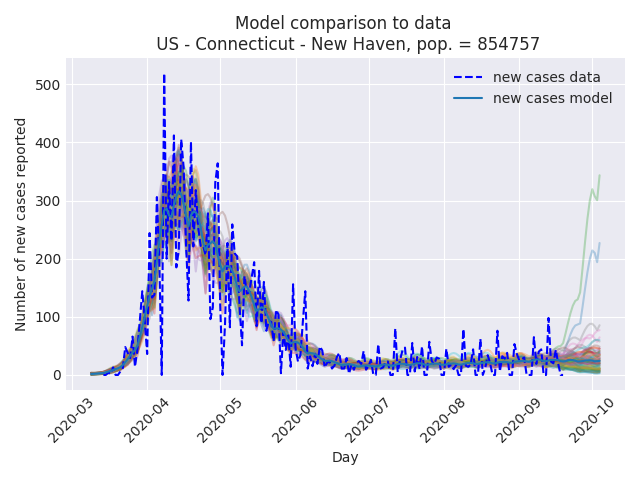 Model comparison to data
US - Connecticut - New Haven, pop. = 854757
new cases data
new cases model
Number of new cases reported
500
400
300
200
100
0
2020-03
2020-04
2020-05
2020-06
2020-07
2020-08
2020-09
2020-10
Day